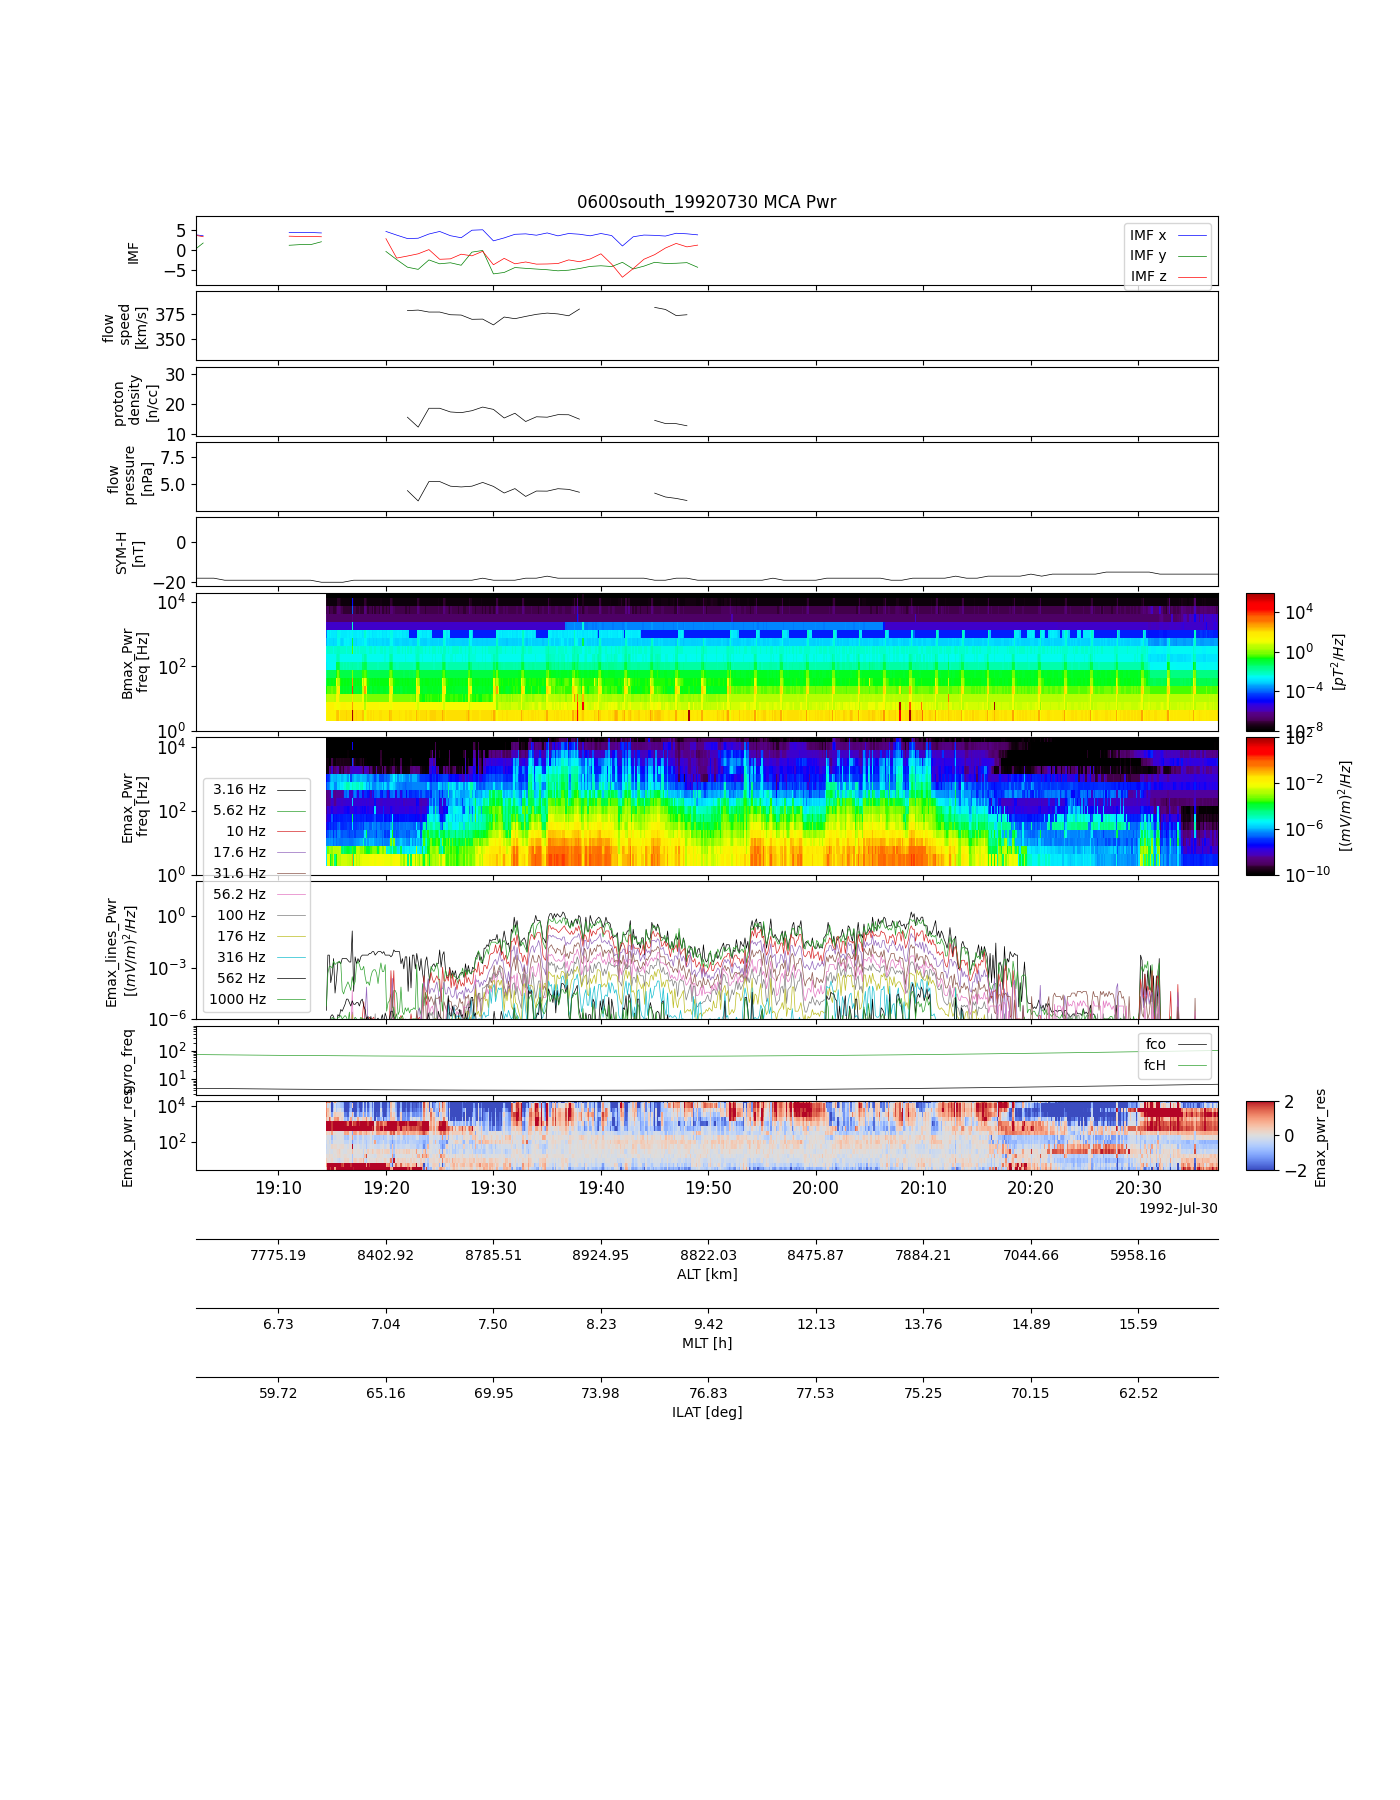 0600south_19920730 MCA Pwr
5
0
−5
IMF
IMF x
IMF y
IMF z
375
350
flow
speed
[km/s]
30
20
10
proton
density
[n/cc]
7.5
5.0
flow
pressure
[nPa]
0
−20
SYM-H
[nT]
10^4
10^2
10^0
Bmax_Pwr
freq [Hz]
10^4
10^0
10^−4
10^−8
[pT^2/Hz]
10^4
10^2
10^0
Emax_Pwr
freq [Hz]
10^2
10^−2
10^−6
10^−10
[(mV/m)^2/Hz]
3.16 Hz
5.62 Hz
10 Hz
17.6 Hz
31.6 Hz
56.2 Hz
100 Hz
176 Hz
316 Hz
562 Hz
1000 Hz
10^0
10^−3
10^−6
Emax_lines_Pwr
[(mV/m)^2/Hz]
10^2
10^1
gyro_freq
fco
fcH
10^4
10^2
Emax_pwr_res
2
0
−2
Emax_pwr_res
19:10 19:20 19:30 19:40 19:50 20:00 20:10 20:20 20:30
1992-Jul-30
7775.19 8402.92 8785.51 8924.95 8822.03 8475.87 7884.21 7044.66 5958.16
ALT [km]
6.73 7.04 7.50 8.23 9.42 12.13 13.76 14.89 15.59
MLT [h]
59.72 65.16 69.95 73.98 76.83 77.53 75.25 70.15 62.52
ILAT [deg]